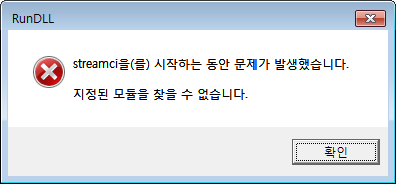 RunDLL
streamci을(를) 시작하는 동안 문제가 발생했습니다.
지정된 모듈을 찾을 수 없습니다.
확인